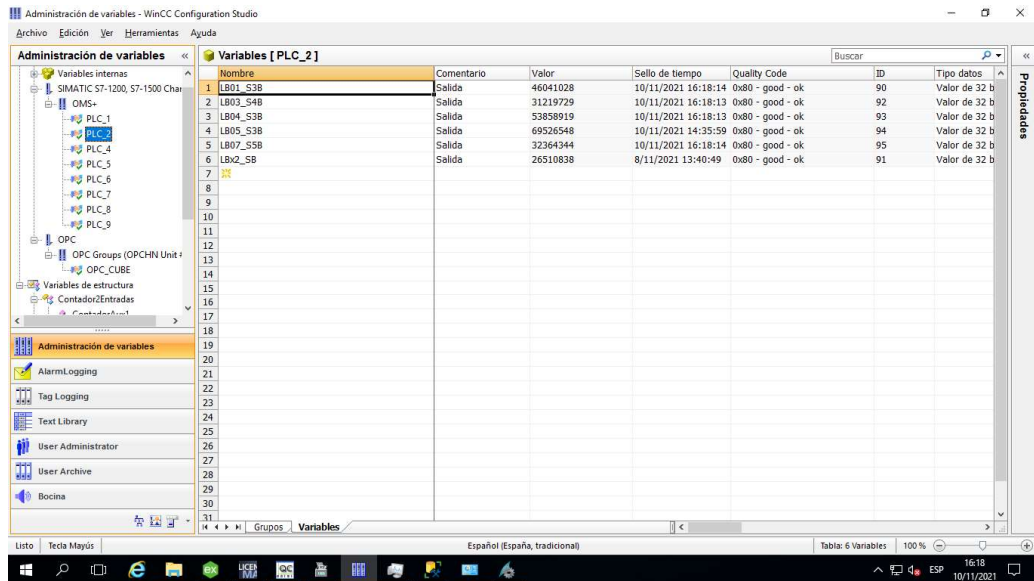 Administración de variables - WinCC Configuration Studio
Archivo Edición Ver Herramientas Ayuda
Administración de variables «
Variables internas
SIMATIC S7-1200, S7-1500 Char
OMS+
PLC_1
PLC_2
PLC_4
PLC_5
PLC_6
PLC_7
PLC_8
PLC_9
OPC
OPC Groups (OPCHN Unit #
OPC_CUBE
Variables de estructura
Contador2Entradas
ContadorAux1
Administración de variables
AlarmLogging
Tag Logging
Text Library
User Administrator
User Archive
Bocina
Variables [ PLC_2 ] Buscar «
Nombre Comentario Valor Sello de tiempo Quality Code ID Tipo datos
1 LB01_S3B Salida 46041028 10/11/2021 16:18:14 0x80 - good - ok 90 Valor de 32 b
2 LB03_S4B Salida 31219729 10/11/2021 16:18:13 0x80 - good - ok 92 Valor de 32 b
3 LB04_S3B Salida 53858919 10/11/2021 16:18:13 0x80 - good - ok 93 Valor de 32 b
4 LB05_S3B Salida 69526548 10/11/2021 14:35:59 0x80 - good - ok 94 Valor de 32 b
5 LB07_S5B Salida 32364344 10/11/2021 16:18:14 0x80 - good - ok 95 Valor de 32 b
6 LBx2_SB Salida 26510838 8/11/2021 13:40:49 0x80 - good - ok 91 Valor de 32 b
7
8
9
10
11
12
13
14
15
16
17
18
19
20
21
22
23
24
25
26
27
28
29
30
31
Propiedades
Grupos Variables
Listo Tecla Mayús Español (España, tradicional) Tabla: 6 Variables 100 %
ex LICEN MA QC ESP 16:18
10/11/2021